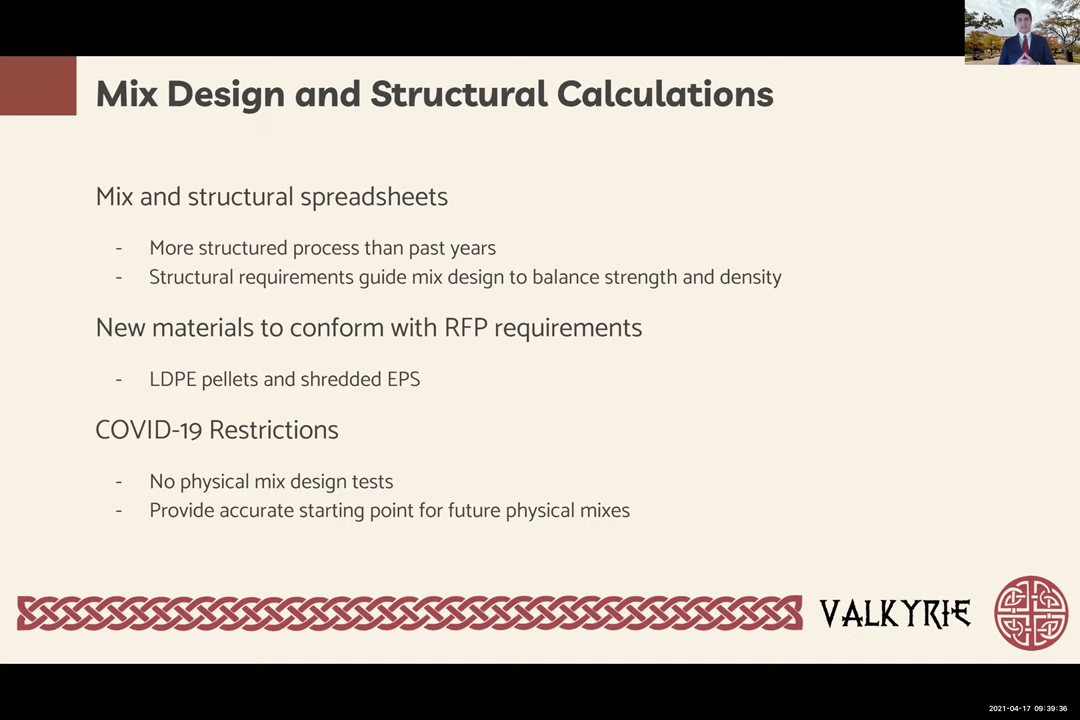 Mix Design and Structural Calculations
Mix and structural spreadsheets
- More structured process than past years
- Structural requirements guide mix design to balance strength and density
New materials to conform with RFP requirements
- LDPE pellets and shredded EPS
COVID-19 Restrictions
- No physical mix design tests
- Provide accurate starting point for future physical mixes
VALKYRIE
2021-04-17 09:39:36